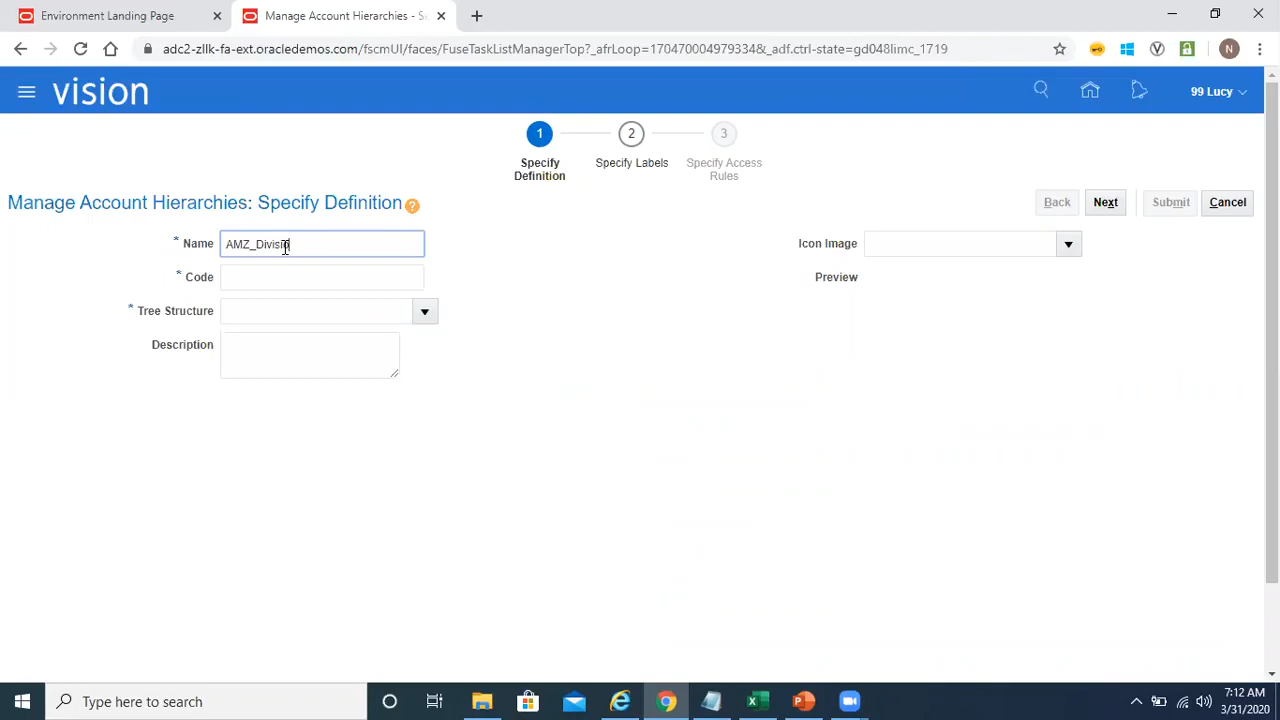 Environment Landing Page
Manage Account Hierarchies - S
adc2-zllk-fa-ext.oracledemos.com/fscmUI/faces/FuseTaskListManagerTop?_afrLoop=170470004979334&_adf.ctrl-state=gd048limc_1719
N
vision
99 Lucy
1
2
3
Specify Definition
Specify Labels
Specify Access Rules
Manage Account Hierarchies: Specify Definition
Back
Next
Submit
Cancel
* Name
AMZ_Divisi
Icon Image
* Code
Preview
* Tree Structure
Description
Type here to search
7:12 AM
3/31/2020